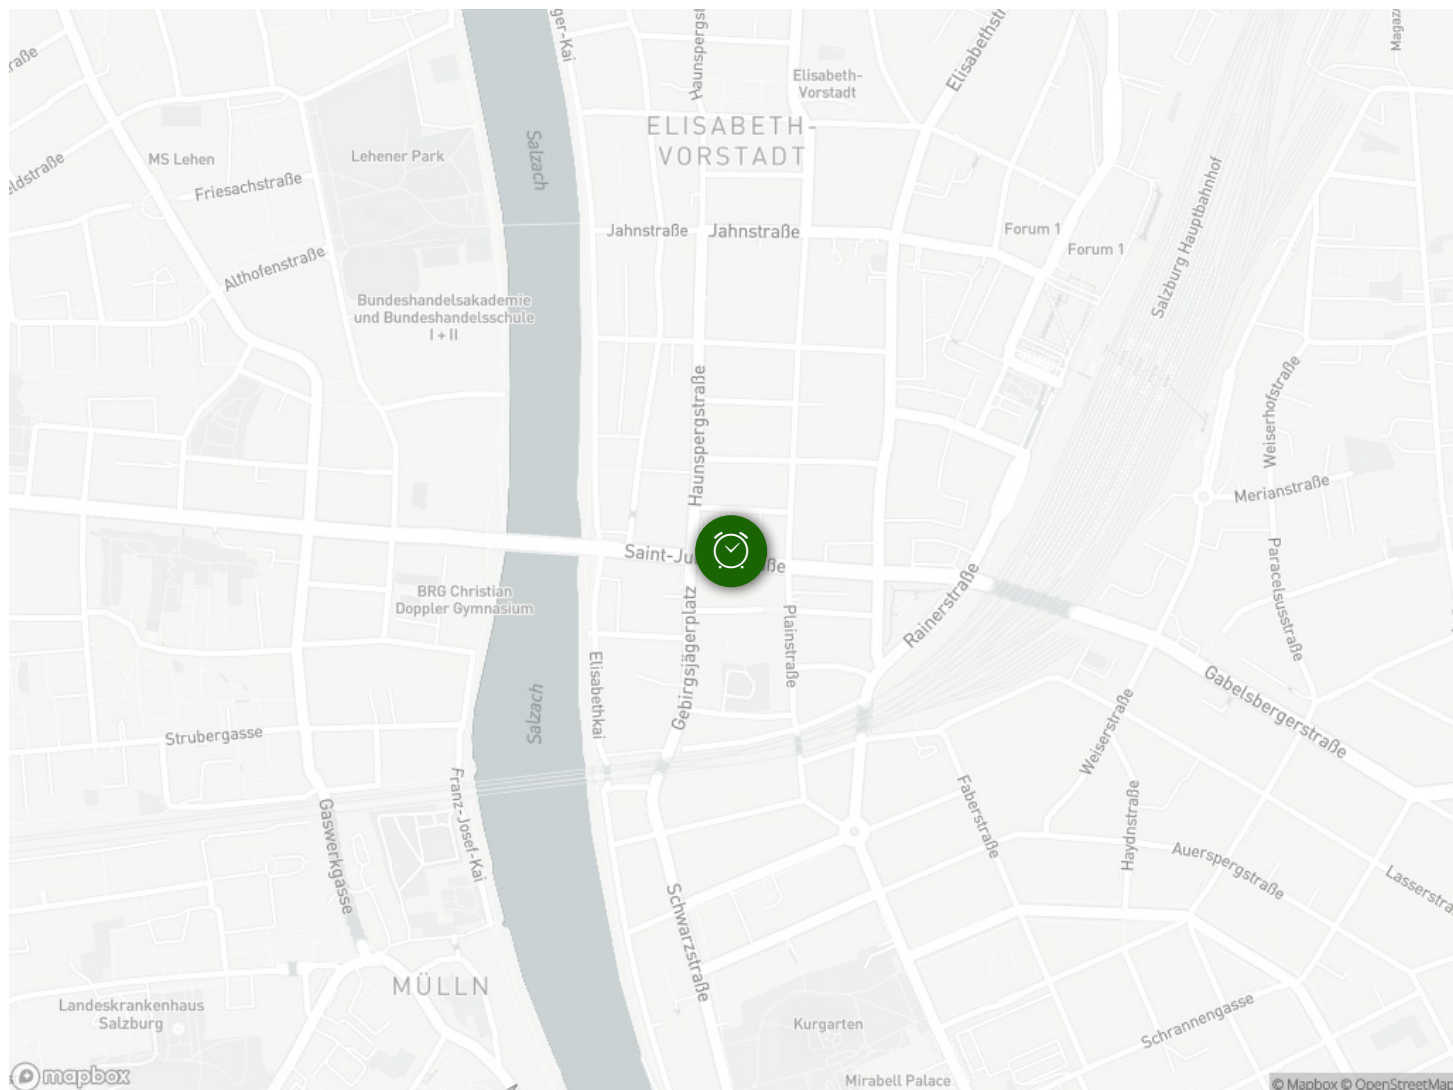 ger-Kai
Haunspergs
Elisabethst
Magaz
raße
Elisabeth-
Vorstadt
ELISABETH-
VORSTADT
Salzach
MS Lehen
Lehener Park
eldstraße
Friesachstraße
Salzburg Hauptbahnhof
Jahnstraße
Jahnstraße
Forum 1
Forum 1
Althofenstraße
Bundeshandelsakademie
und Bundeshandelsschule
I + II
Haunspergstraße
Weiserhofstraße
Merianstraße
Saint-Ju
ße
BRG Christian
Doppler Gymnasium
Rainerstraße
Paracelsusstraße
Plainstraße
Gebirgsjägerplatz
Elisabethkai
Salzach
Gabelsbergerstraße
Weiserstraße
Strubergasse
Franz-Josef-Kai
Gaswerkgasse
Faberstraße
Haydnstraße
Auerspergstraße
Lasserstra
Schwarzstraße
MÜLLN
Landeskrankenhaus
Salzburg
Kurgarten
Schrannengasse
Mirabell Palace
mapbox
© Mapbox © OpenStreetMap